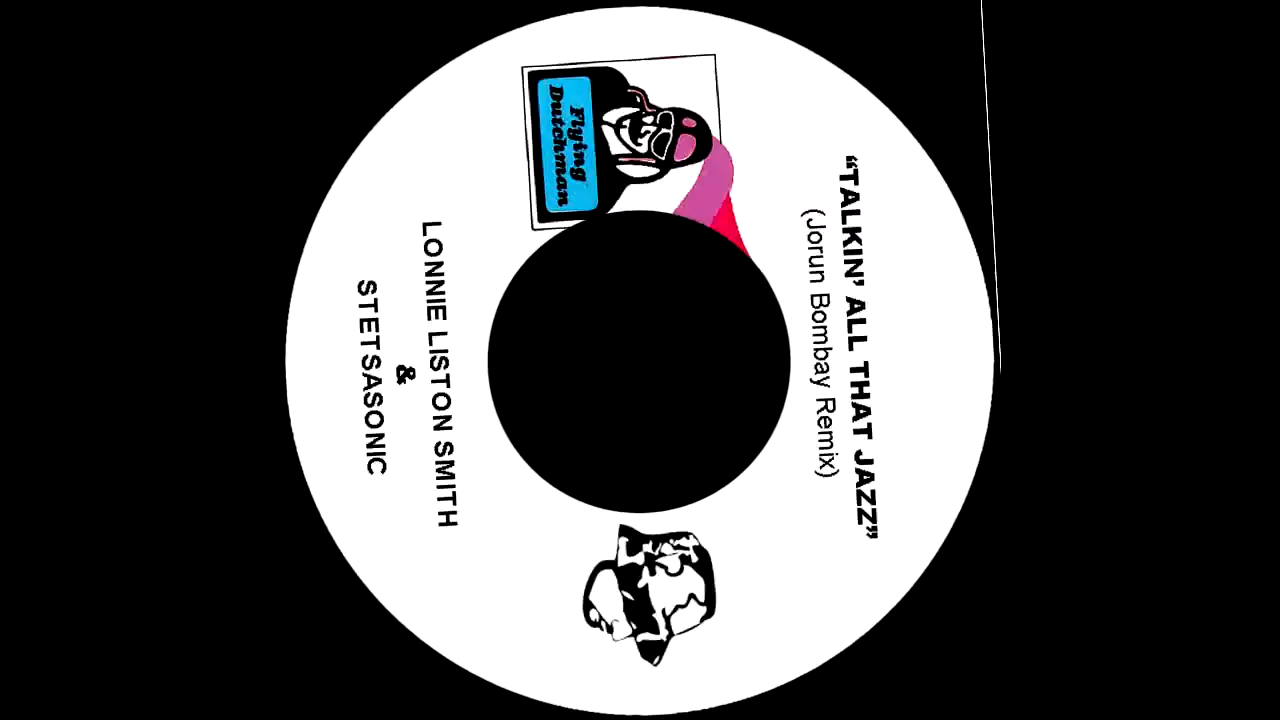 "TALKIN' ALL THAT JAZZ"
(Jorun Bombay Remix)
Flying
Dutchman
LONNIE LISTON SMITH
&
STETSASONIC